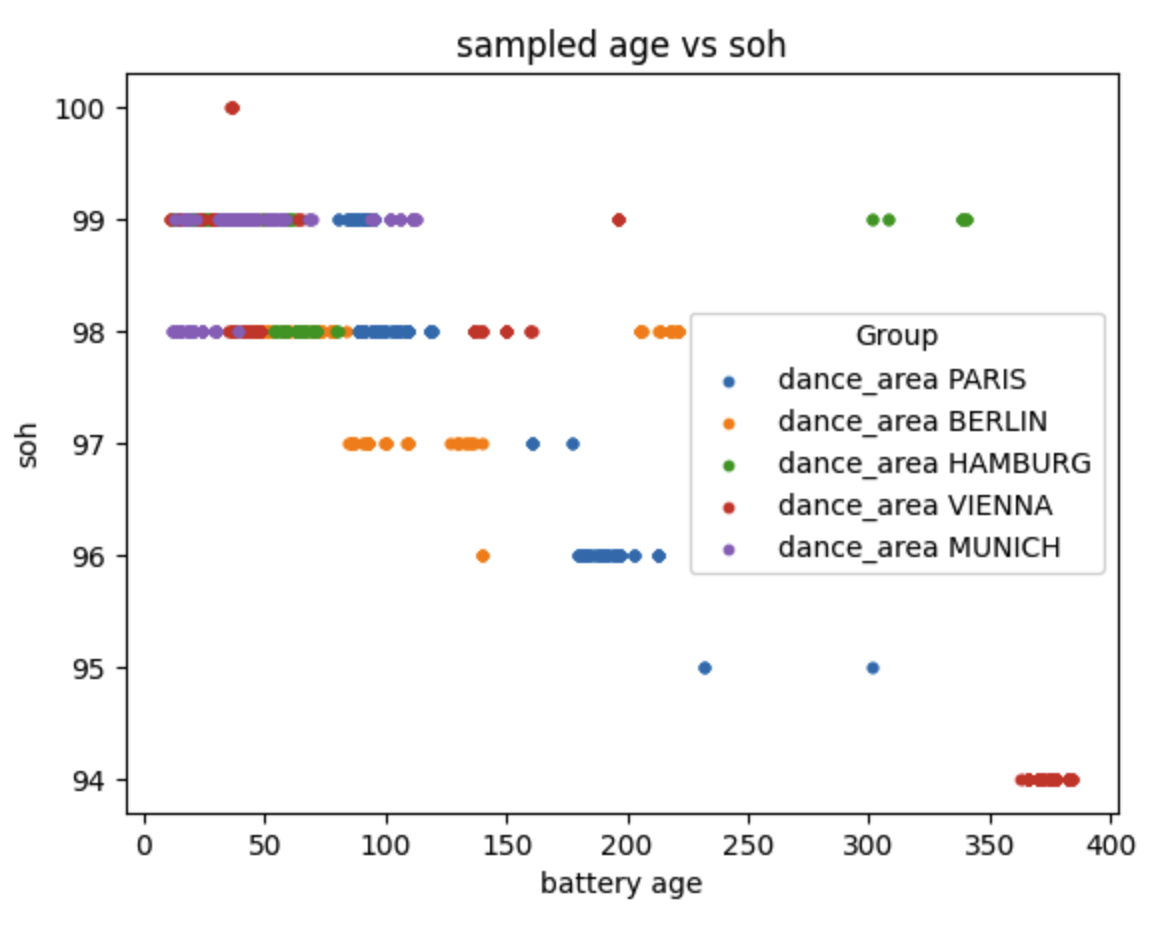 sampled age vs soh
100
99
98
97
96
95
94
soh
Group
dance_area PARIS
dance_area BERLIN
dance_area HAMBURG
dance_area VIENNA
dance_area MUNICH
0 50 100 150 200 250 300 350 400
battery age